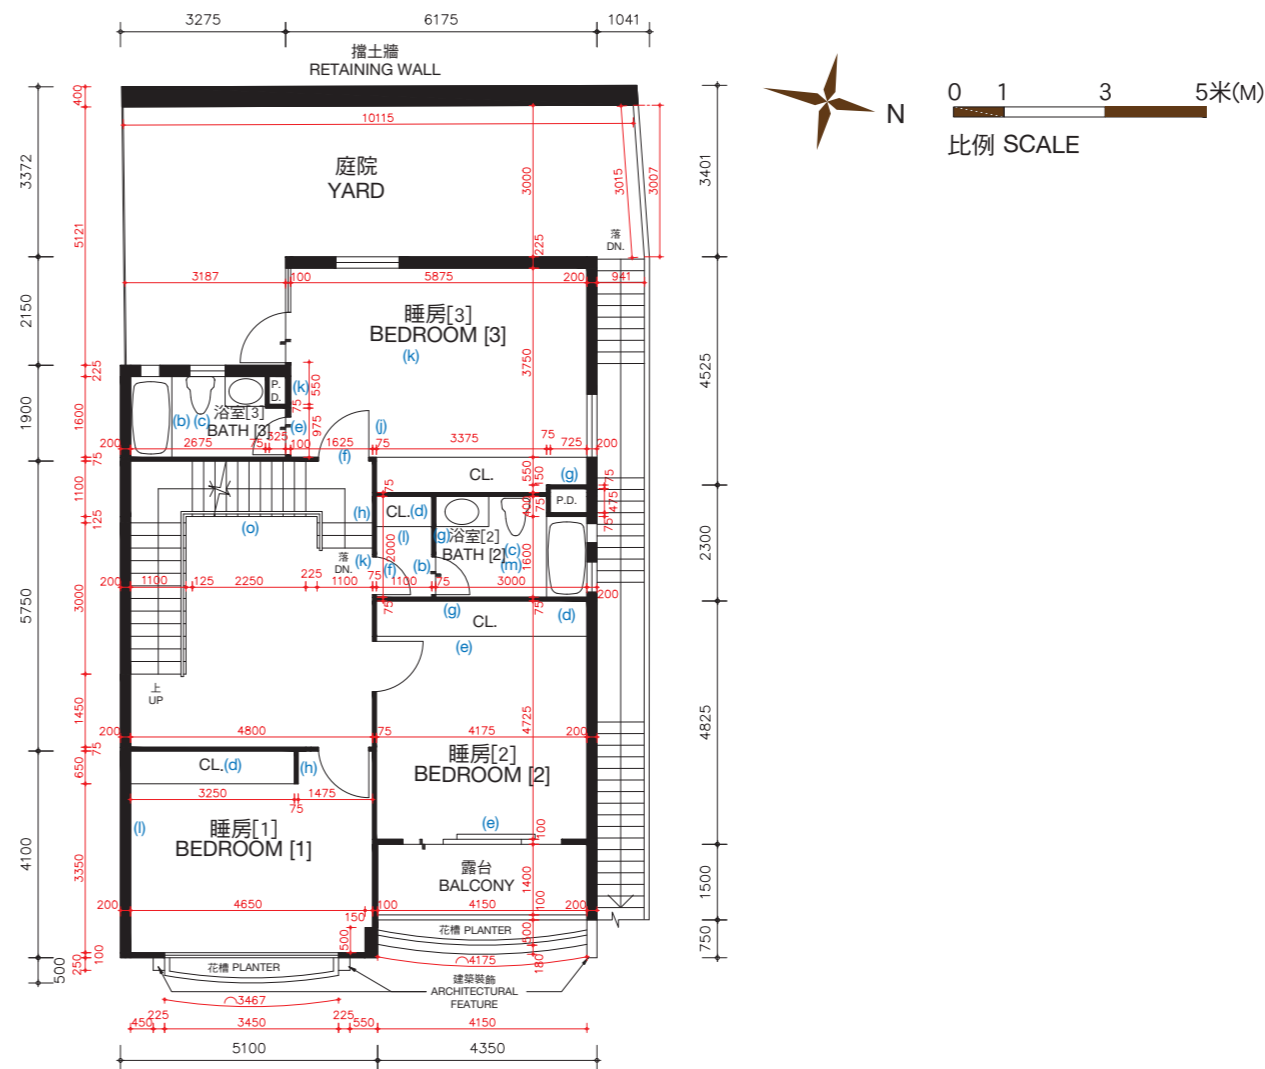 3275
6175
1041
擋土牆
RETAINING WALL
0 1 3 5米(M)
比例 SCALE
N
400
10115
3372
5121
庭院
YARD
3000
3015
3007
3401
落
DN.
225
3187
100
5875
200
941
2150
睡房[3]
BEDROOM [3]
(k)
3750
4525
225
1900
1600
P.
D.
(k)
550
75
(b)
(c)
浴室[3]
BATH [3]
(e)
975
(j)
325
200
2675
75
100
1625
75
3375
75
725
200
(f)
75
CL.
550
150
(g)
75
1100
75
400
75
P.D.
475
(h)
CL.(d)
125
(o)
(l)
(g)
浴室[2]
BATH [2]
(c)
(m)
75
2300
落
DN.
(k)
(f)
2000
(b)
1600
200
1100
125
2250
225
1100
75
1100
75
3000
200
3000
5750
75
(g)
75
(d)
CL.
(e)
上
UP
1450
4725
4825
200
4800
75
4175
200
75
650
CL.(d)
(h)
睡房[2]
BEDROOM [2]
3250
1475
75
(l)
睡房[1]
BEDROOM [1]
(e)
100
4100
3350
露台
BALCONY
1400
1500
200
4650
150
100
4150
100
200
500
花槽 PLANTER
500
750
100
250
500
花槽 PLANTER
4175
180
建築裝飾
ARCHITECTURAL
FEATURE
3467
450
225
3450
225
550
4150
5100
4350